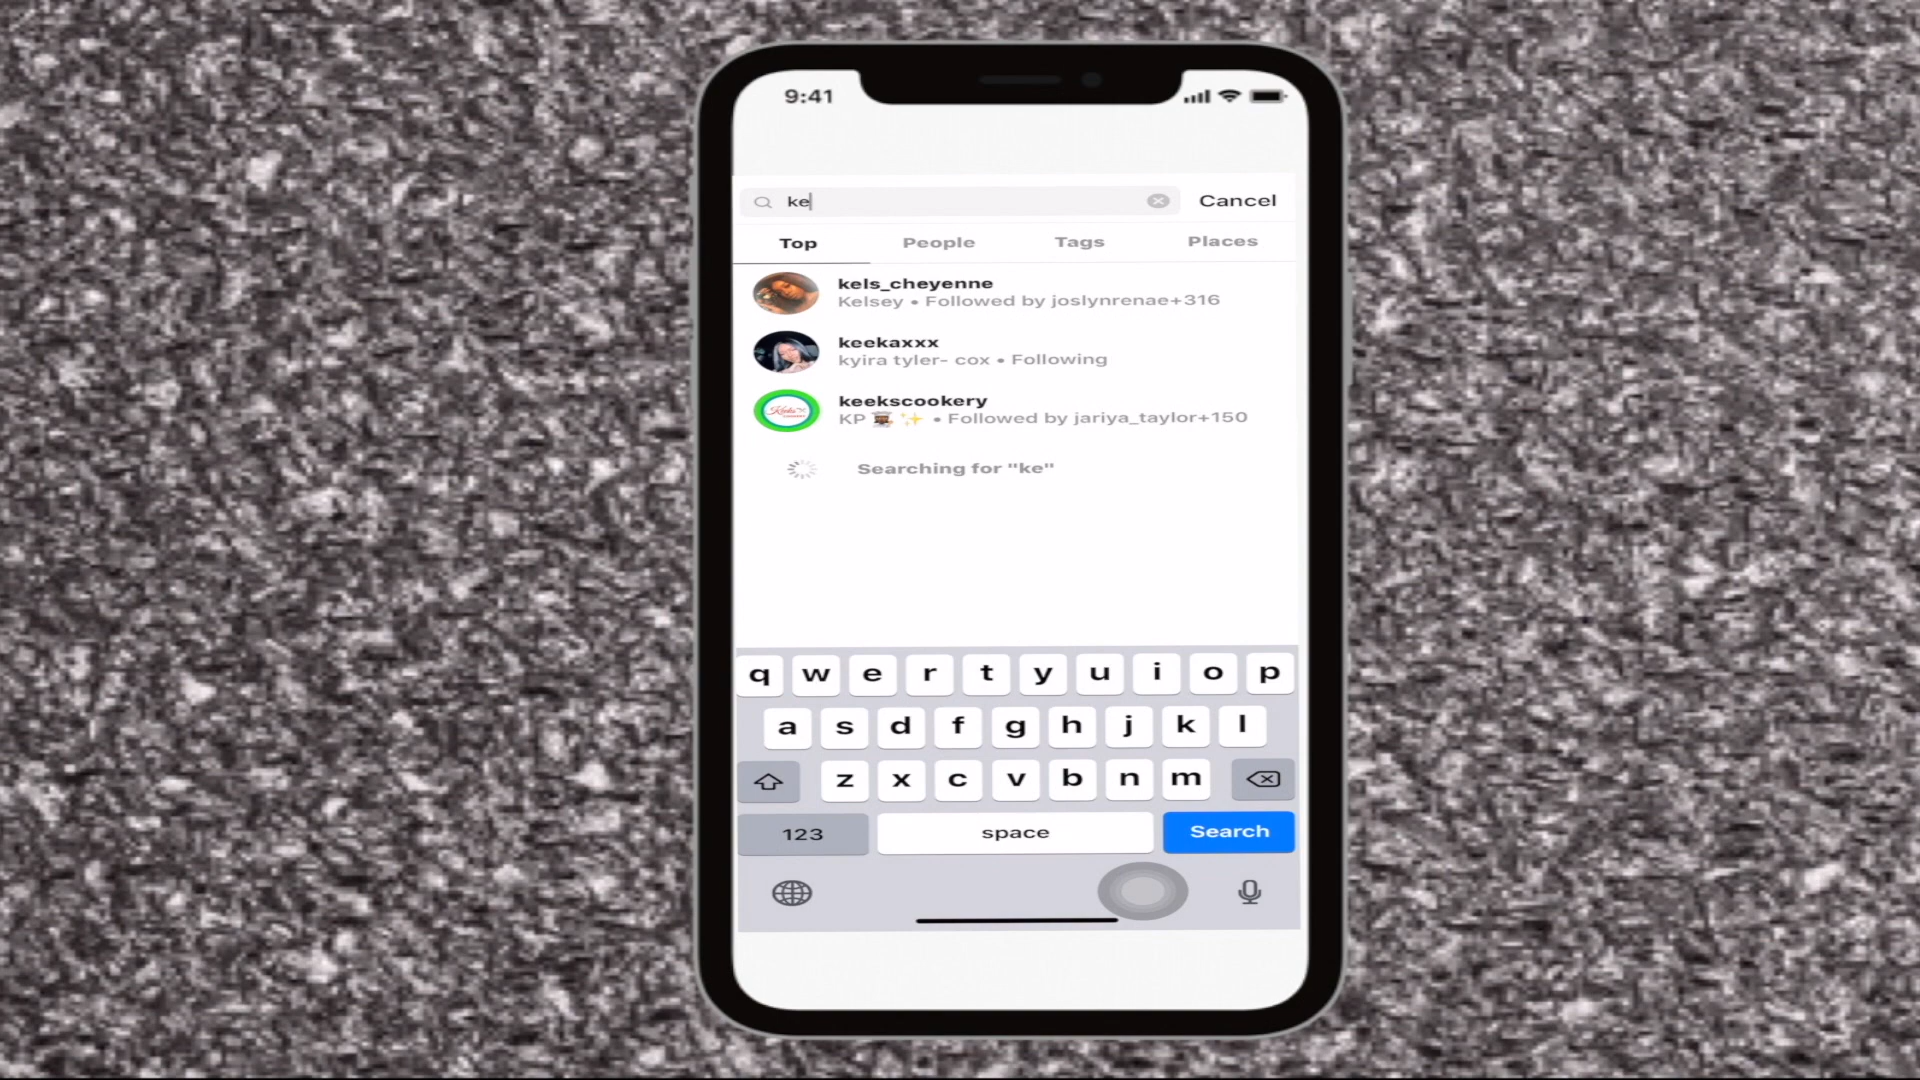 9:41
ke
Cancel
Top
People
Tags
Places
kels_cheyenne
Kelsey • Followed by joslynrenae+316
keekaxxx
kyira tyler- cox • Following
Keeks
keekscookery
KP 👩🏾‍🍳 ✨ • Followed by jariya_taylor+150
Searching for "ke"
q w e r t y u i o p
a s d f g h j k l
z x c v b n m
123
space
Search